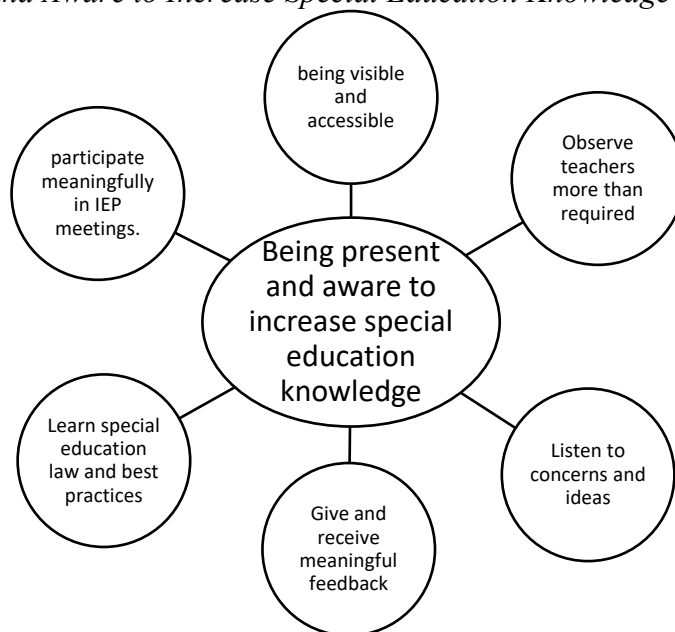 nd Aware to Increase Special Education Knowledge
being visible
and
accessible
Observe
teachers
more than
required
Listen to
concerns and
ideas
Give and
receive
meaningful
feedback
Learn special
education
law and best
practices
participate
meaningfully
in IEP
meetings.
Being present
and aware to
increase special
education
knowledge